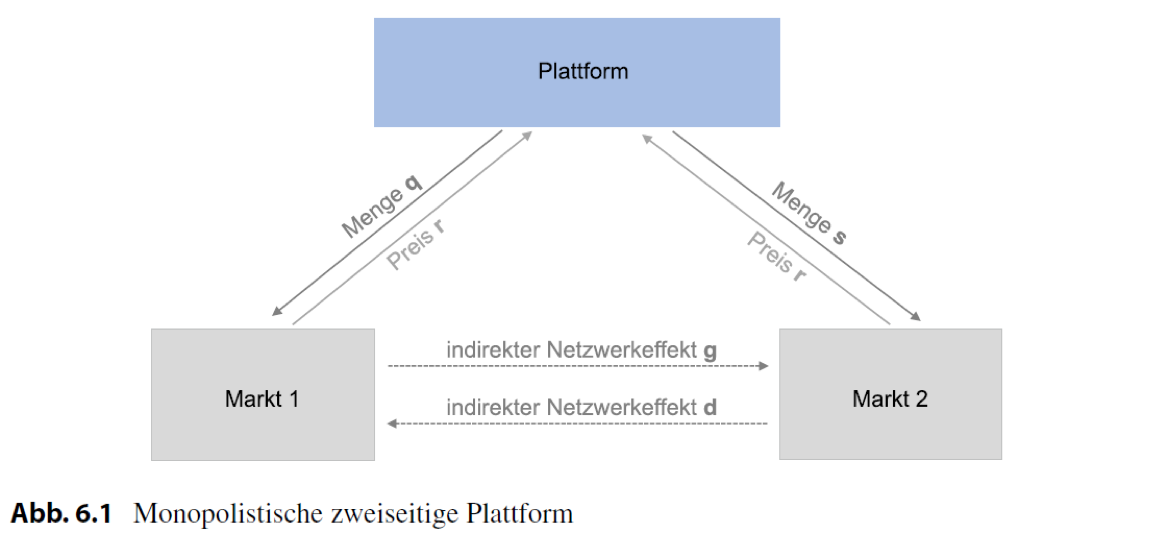 Plattform
Menge q
Preis r
Menge s
Preis r
indirekter Netzwerkeffekt g
Markt 1
Markt 2
indirekter Netzwerkeffekt d
Abb. 6.1 Monopolistische zweiseitige Plattform